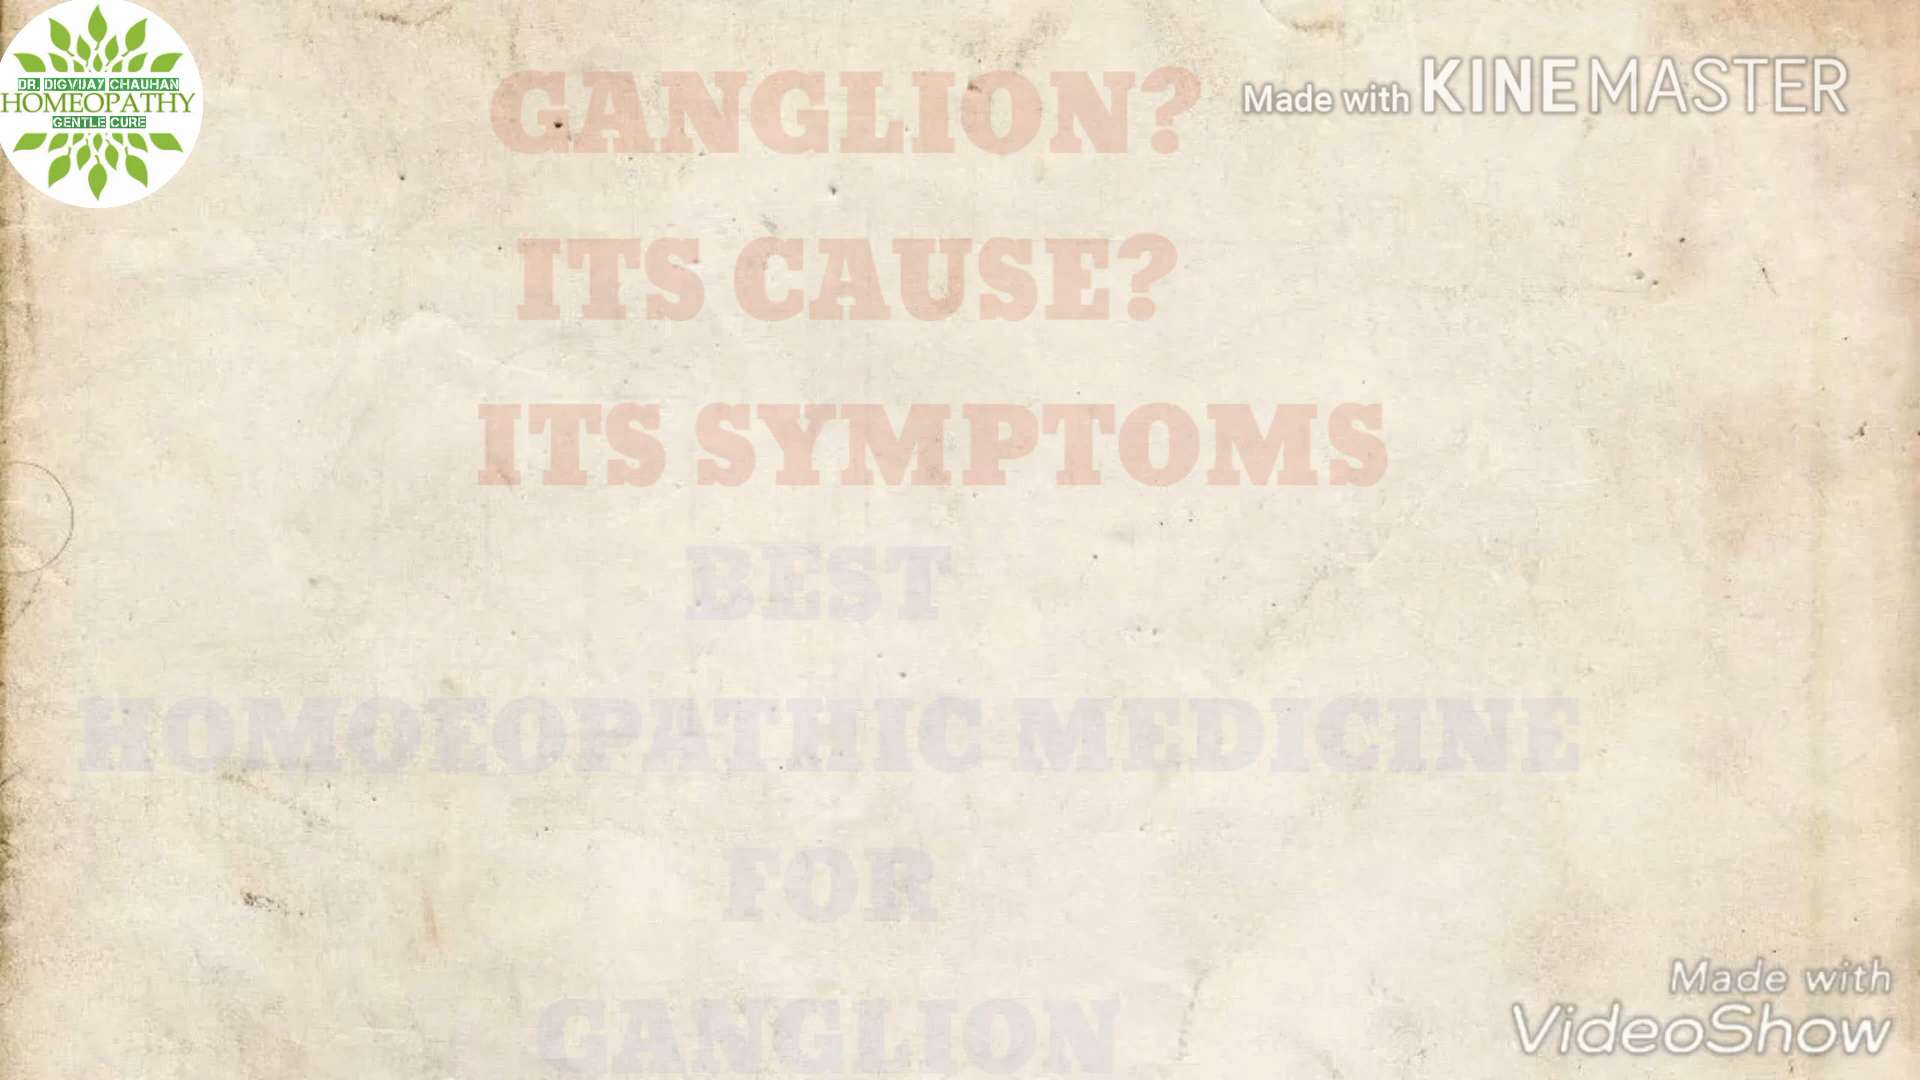 DR. DIGVIJAY CHAUHAN
HOMEOPATHY
GENTLE CURE
GANGLION?
Made with KINEMASTER
ITS CAUSE?
ITS SYMPTOMS
BEST
HOMOEOPATHIC MEDICINE
FOR
GANGLION
Made with
VideoShow